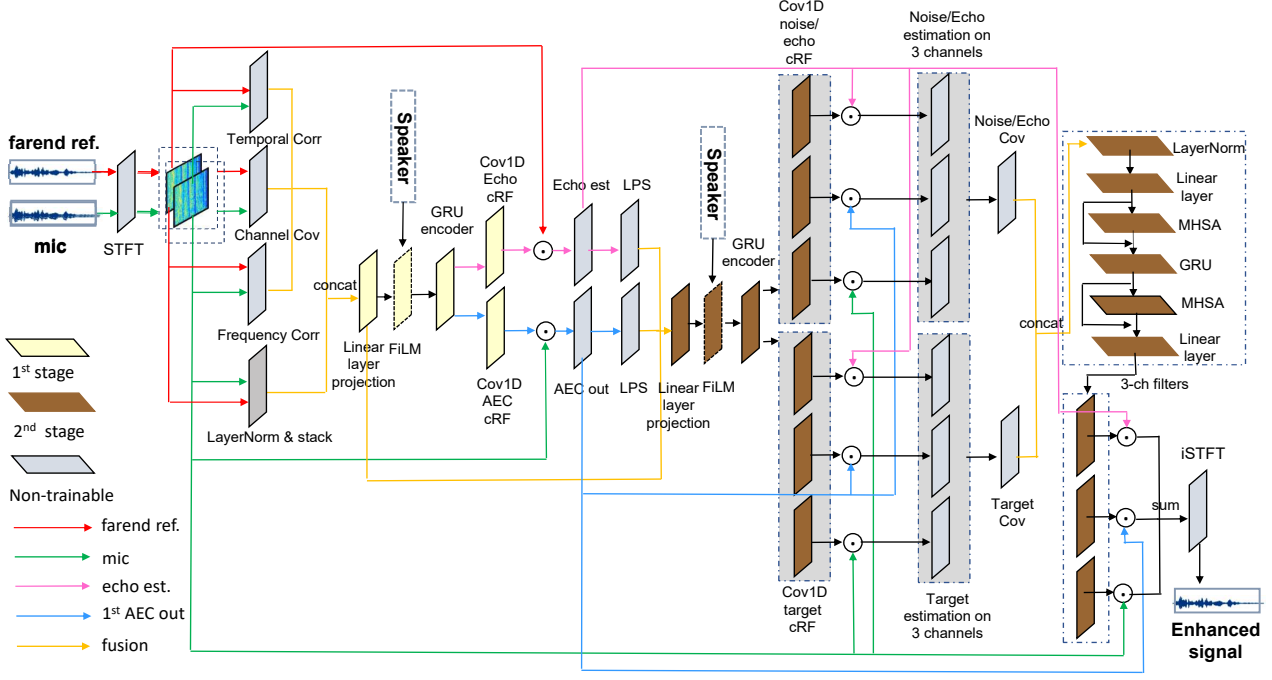 farend ref.
mic
STFT
Temporal Corr
Channel Cov
Frequency Corr
LayerNorm & stack
concat
Linear
layer
projection
Speaker
FiLM
GRU
encoder
Cov1D
Echo
cRF
Cov1D
AEC
cRF
Echo est
LPS
AEC out
LPS
Linear
layer
projection
Speaker
FiLM
GRU
encoder
Cov1D
noise/
echo
cRF
Cov1D
target
cRF
Noise/Echo
estimation on
3 channels
Target
estimation on
3 channels
Noise/Echo
Cov
Target
Cov
concat
LayerNorm
Linear
layer
MHSA
GRU
MHSA
Linear
layer
3-ch filters
sum
iSTFT
Enhanced
signal
1st stage
2nd stage
Non-trainable
farend ref.
mic
echo est.
1st AEC out
fusion